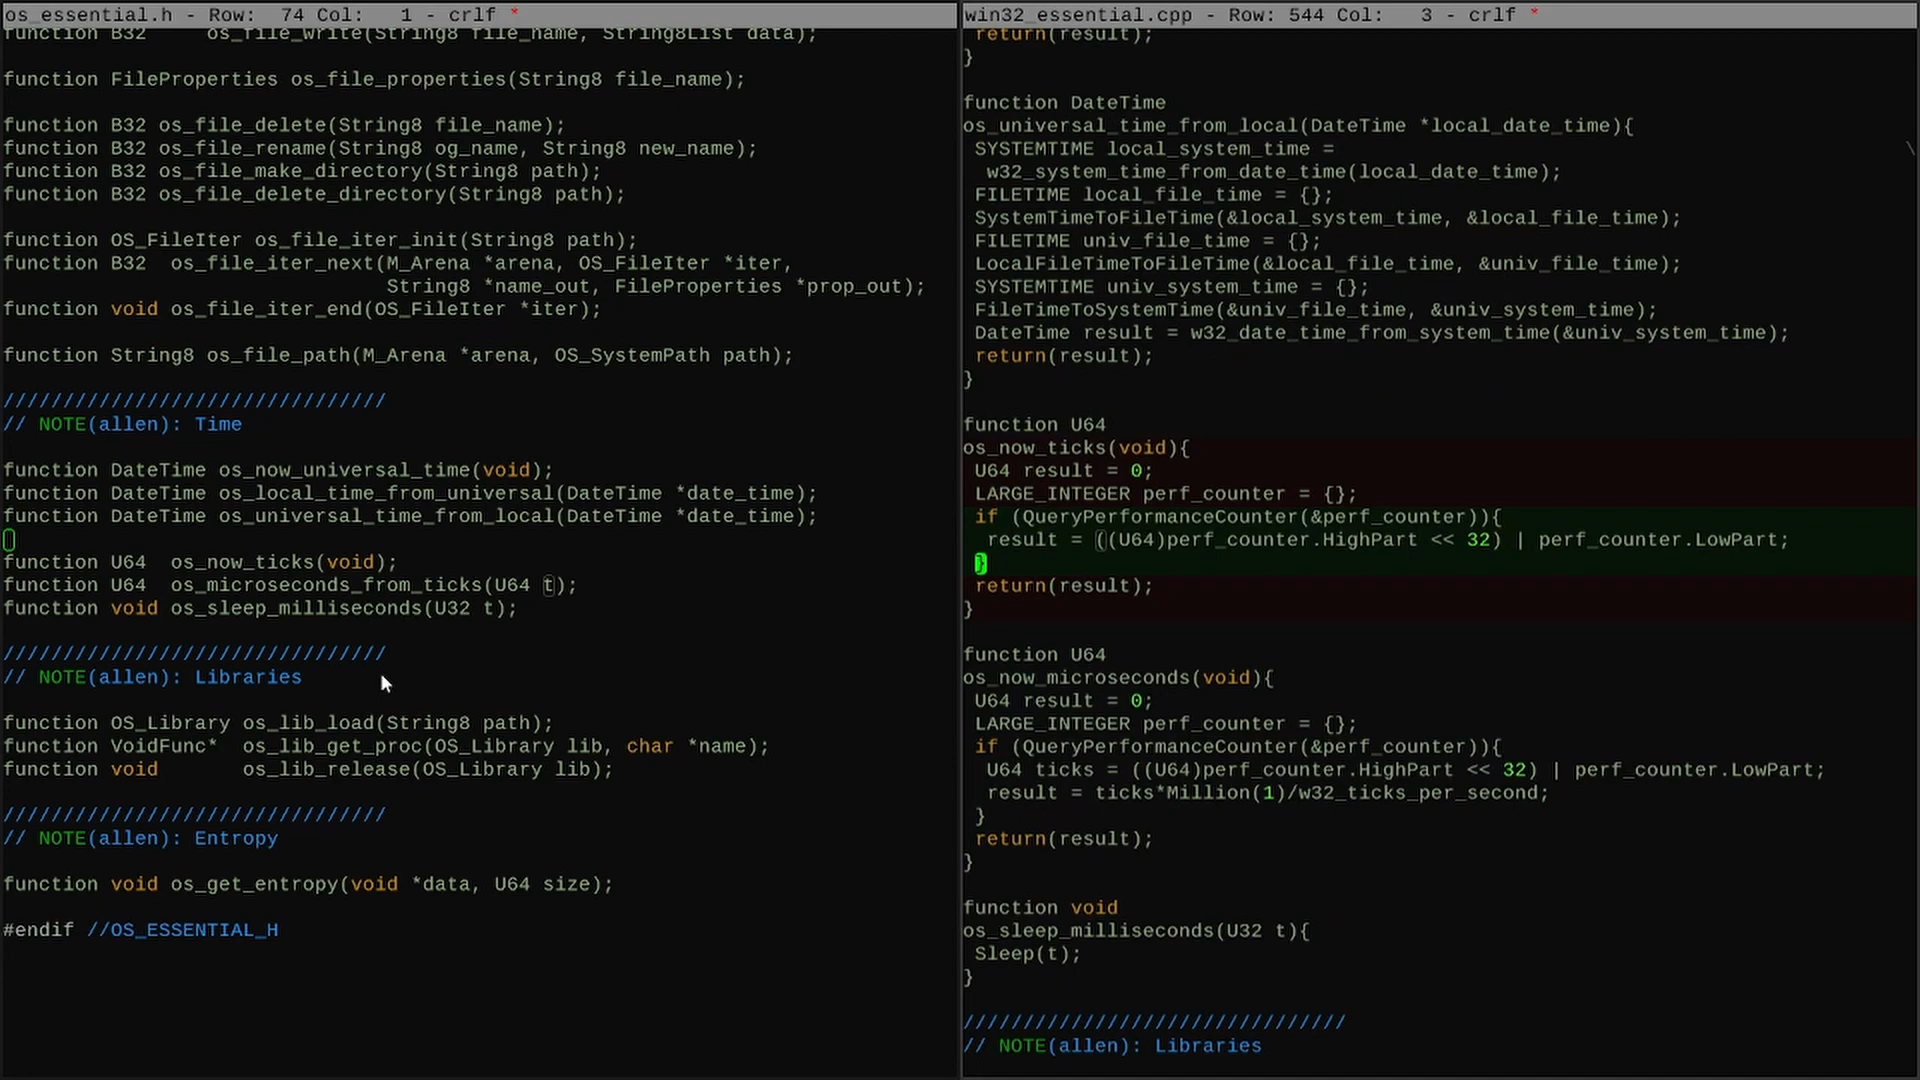 os_essential.h - Row:  74 Col:   1 - crlf *
function B32     os_file_write(String8 file_name, String8List data);
function FileProperties os_file_properties(String8 file_name);
function B32 os_file_delete(String8 file_name);
function B32 os_file_rename(String8 og_name, String8 new_name);
function B32 os_file_make_directory(String8 path);
function B32 os_file_delete_directory(String8 path);
function OS_FileIter os_file_iter_init(String8 path);
function B32  os_file_iter_next(M_Arena *arena, OS_FileIter *iter,
String8 *name_out, FileProperties *prop_out);
function void os_file_iter_end(OS_FileIter *iter);
function String8 os_file_path(M_Arena *arena, OS_SystemPath path);
////////////////////////////////
// NOTE(allen): Time
function DateTime os_now_universal_time(void);
function DateTime os_local_time_from_universal(DateTime *date_time);
function DateTime os_universal_time_from_local(DateTime *date_time);
function U64  os_now_ticks(void);
function U64  os_microseconds_from_ticks(U64 t);
function void os_sleep_milliseconds(U32 t);
////////////////////////////////
// NOTE(allen): Libraries
function OS_Library os_lib_load(String8 path);
function VoidFunc*  os_lib_get_proc(OS_Library lib, char *name);
function void       os_lib_release(OS_Library lib);
////////////////////////////////
// NOTE(allen): Entropy
function void os_get_entropy(void *data, U64 size);
#endif //OS_ESSENTIAL_H
win32_essential.cpp - Row: 544 Col:   3 - crlf *
return(result);
}
function DateTime
os_universal_time_from_local(DateTime *local_date_time){
SYSTEMTIME local_system_time = \
w32_system_time_from_date_time(local_date_time);
FILETIME local_file_time = {};
SystemTimeToFileTime(&local_system_time, &local_file_time);
FILETIME univ_file_time = {};
LocalFileTimeToFileTime(&local_file_time, &univ_file_time);
SYSTEMTIME univ_system_time = {};
FileTimeToSystemTime(&univ_file_time, &univ_system_time);
DateTime result = w32_date_time_from_system_time(&univ_system_time);
return(result);
}
function U64
os_now_ticks(void){
U64 result = 0;
LARGE_INTEGER perf_counter = {};
if (QueryPerformanceCounter(&perf_counter)){
result = ((U64)perf_counter.HighPart << 32) | perf_counter.LowPart;
}
return(result);
}
function U64
os_now_microseconds(void){
U64 result = 0;
LARGE_INTEGER perf_counter = {};
if (QueryPerformanceCounter(&perf_counter)){
U64 ticks = ((U64)perf_counter.HighPart << 32) | perf_counter.LowPart;
result = ticks*Million(1)/w32_ticks_per_second;
}
return(result);
}
function void
os_sleep_milliseconds(U32 t){
Sleep(t);
}
////////////////////////////////
// NOTE(allen): Libraries